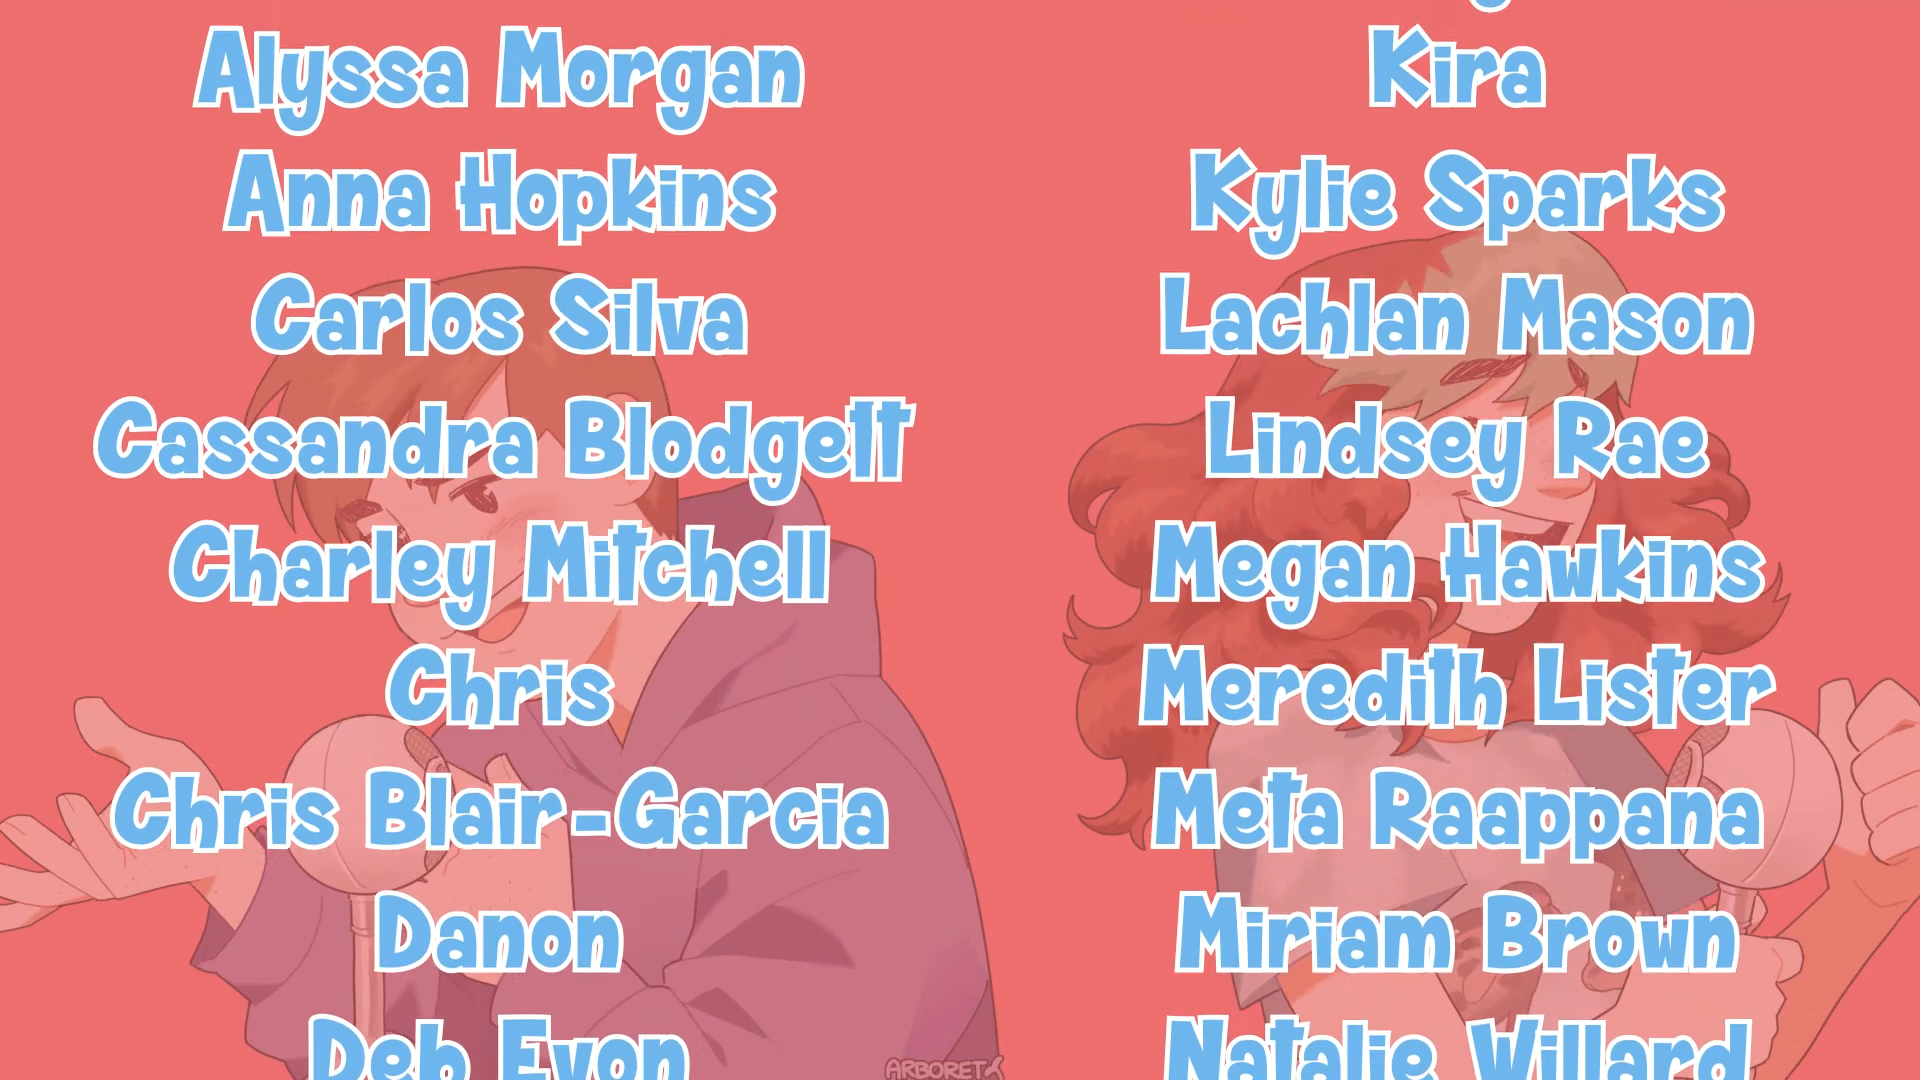 Alyssa Morgan
Anna Hopkins
Carlos Silva
Cassandra Blodgett
Charley Mitchell
Chris
Chris Blair-Garcia
Danon
Deb Evon
Kira
Kylie Sparks
Lachlan Mason
Lindsey Rae
Megan Hawkins
Meredith Lister
Meta Raappana
Miriam Brown
Natalie Willard